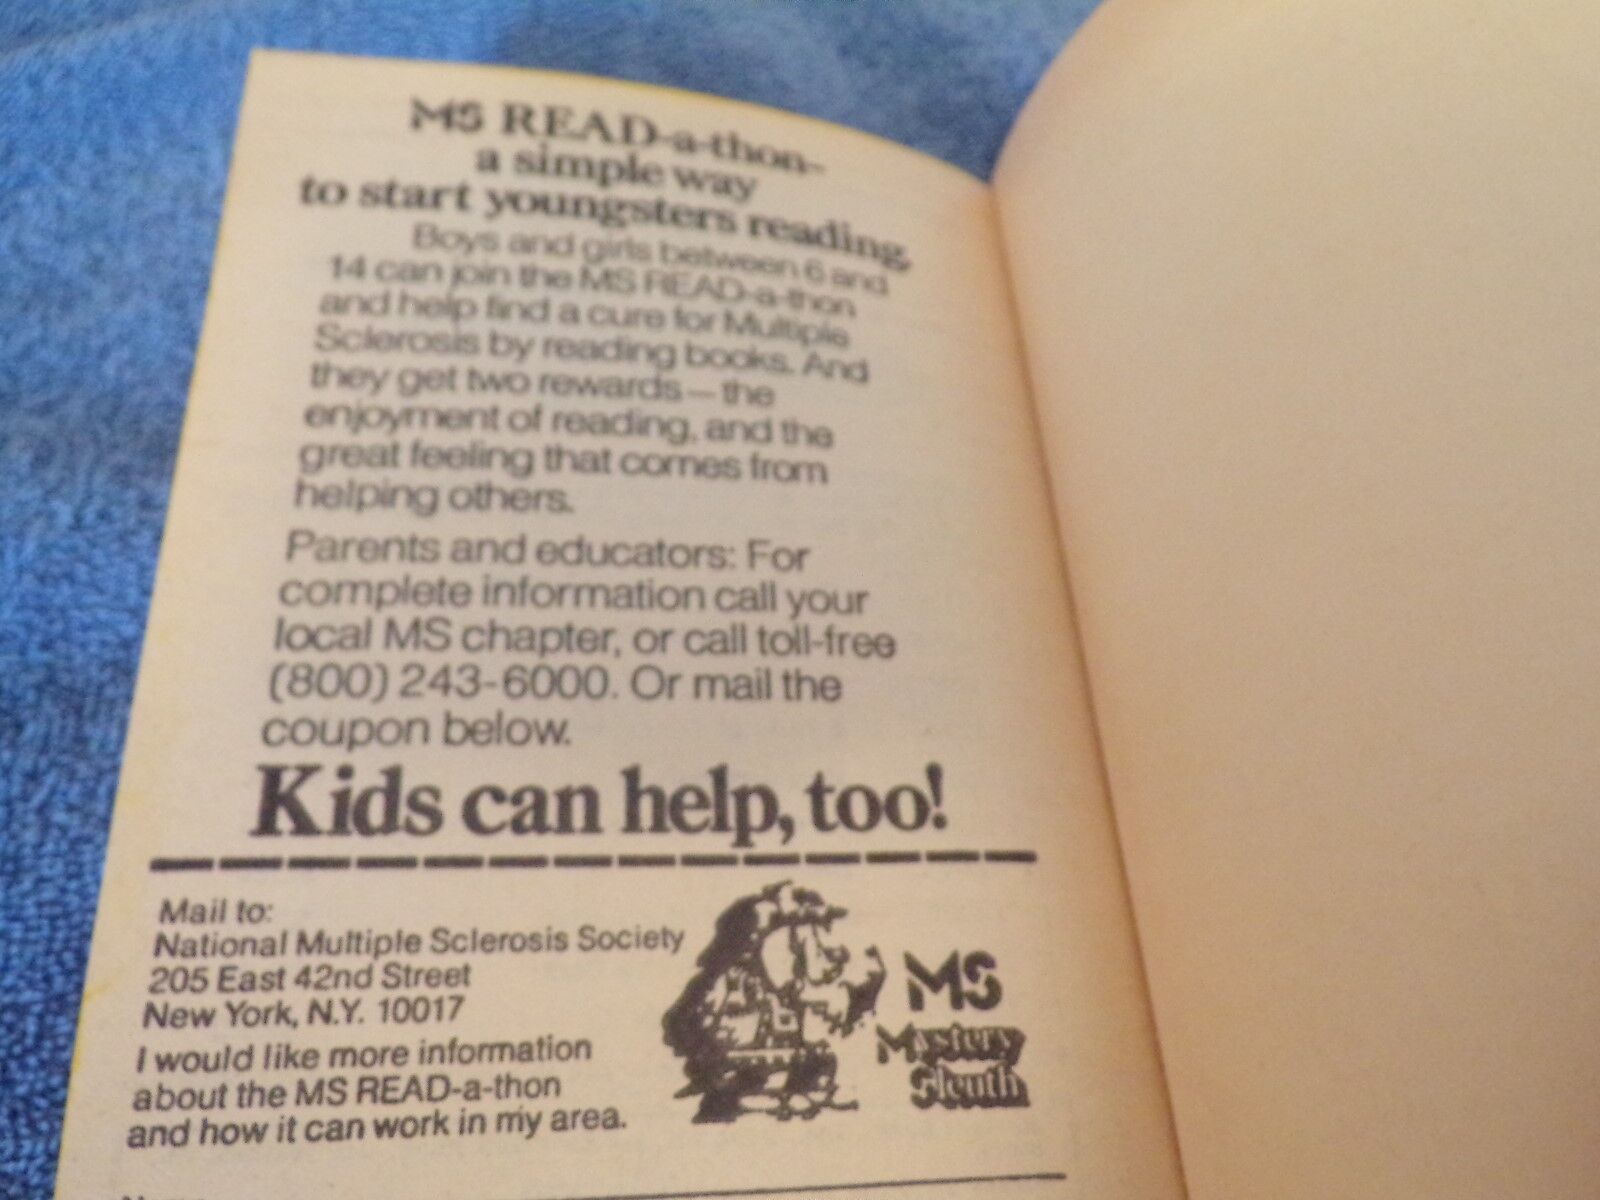 MS READ-a-thon-
a simple way
to start youngsters reading.
Boys and girls between 6 and
14 can join the MS READ-a-thon
and help find a cure for Multiple
Sclerosis by reading books. And
they get two rewards — the
enjoyment of reading, and the
great feeling that comes from
helping others.
Parents and educators: For
complete information call your
local MS chapter, or call toll-free
(800) 243-6000. Or mail the
coupon below.
Kids can help, too!
Mail to:
National Multiple Sclerosis Society
205 East 42nd Street
New York, N.Y. 10017
I would like more information
about the MS READ-a-thon
and how it can work in my area.
MS
Mystery
Sleuth